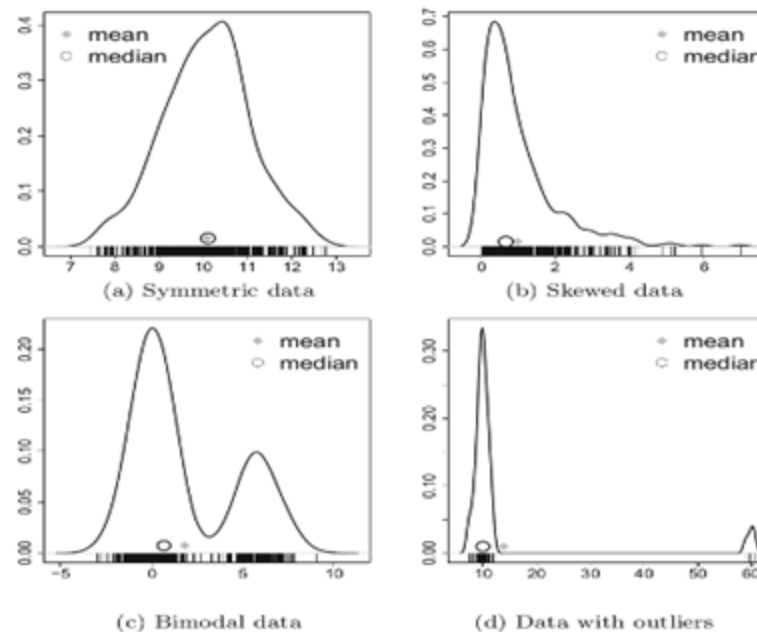 0.4
0.3
0.2
0.1
0.0
mean
median
7 8 9 10 11 12 13
(a) Symmetric data
0.7
0.6
0.5
0.4
0.3
0.2
0.1
0.0
mean
median
0 2 4 6
(b) Skewed data
0.20
0.15
0.10
0.05
0.00
mean
median
−5 0 5 10
(c) Bimodal data
0.30
0.20
0.10
0.00
mean
median
10 20 30 40 50 60
(d) Data with outliers